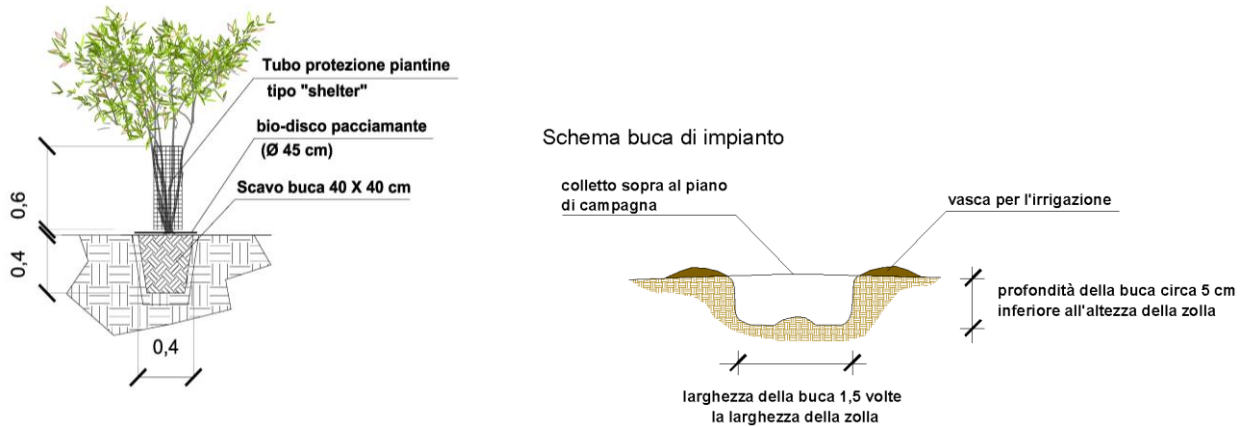 Tubo protezione piantine
tipo "shelter"
bio-disco pacciamante
(Ø 45 cm)
Scavo buca 40 X 40 cm
0,6
0,4
0,4
Schema buca di impianto
colletto sopra al piano
di campagna
vasca per l'irrigazione
profondità della buca circa 5 cm
inferiore all'altezza della zolla
larghezza della buca 1,5 volte
la larghezza della zolla